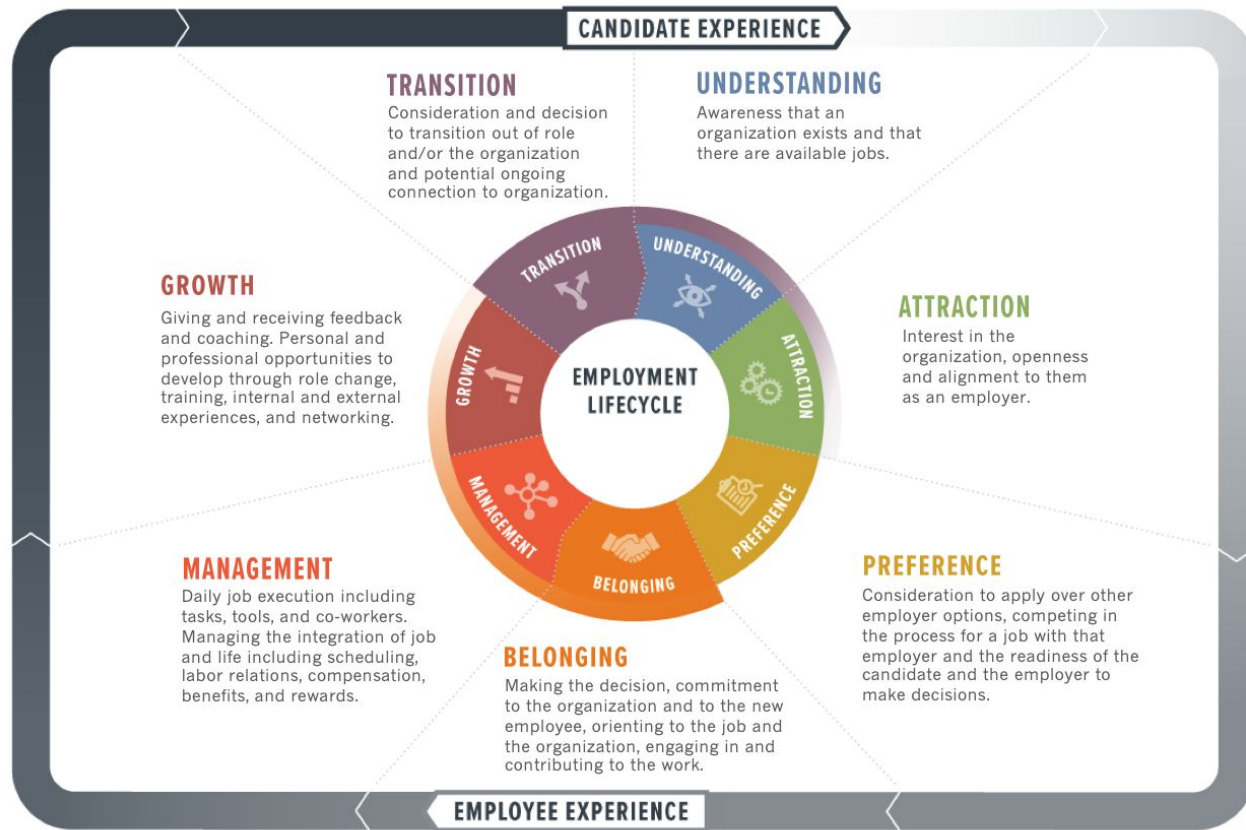 CANDIDATE EXPERIENCE
TRANSITION
Consideration and decision
to transition out of role
and/or the organization
and potential ongoing
connection to organization.
UNDERSTANDING
Awareness that an
organization exists and that
there are available jobs.
GROWTH
Giving and receiving feedback
and coaching. Personal and
professional opportunities to
develop through role change,
training, internal and external
experiences, and networking.
ATTRACTION
Interest in the
organization, openness
and alignment to them
as an employer.
TRANSITION
UNDERSTANDING
GROWTH
EMPLOYMENT
LIFECYCLE
ATTRACTION
MANAGEMENT
BELONGING
PREFERENCE
MANAGEMENT
Daily job execution including
tasks, tools, and co-workers.
Managing the integration of job
and life including scheduling,
labor relations, compensation,
benefits, and rewards.
BELONGING
Making the decision, commitment
to the organization and to the new
employee, orienting to the job and
the organization, engaging in and
contributing to the work.
PREFERENCE
Consideration to apply over other
employer options, competing in
the process for a job with that
employer and the readiness of the
candidate and the employer to
make decisions.
EMPLOYEE EXPERIENCE